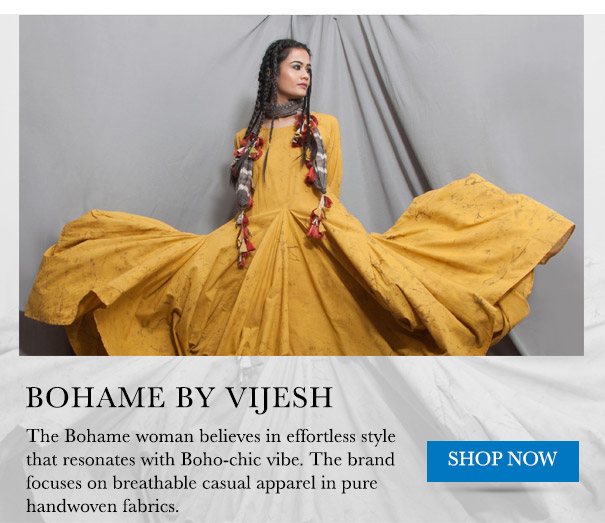 BOHAME BY VIJESH
The Bohame woman believes in effortless style
that resonates with Boho-chic vibe. The brand
focuses on breathable casual apparel in pure
handwoven fabrics.
SHOP NOW